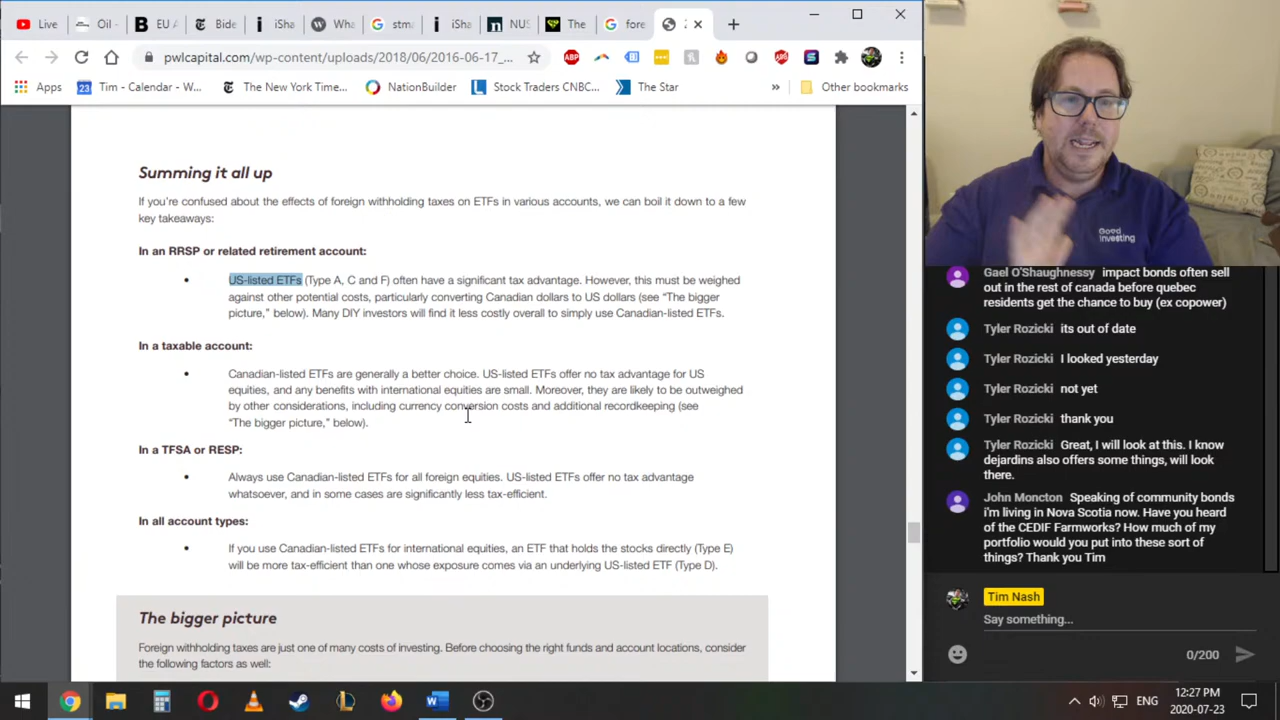 Live
Oil -
EU A
Bide
iSha
Wha
stma
iSha
NUS
The
fore
pwlcapital.com/wp-content/uploads/2018/06/2016-06-17_...
ABP
Apps
23
Tim - Calendar - W...
The New York Time...
NationBuilder
Stock Traders CNBC...
The Star
»
Other bookmarks
Summing it all up
If you're confused about the effects of foreign withholding taxes on ETFs in various accounts, we can boil it down to a few
key takeaways:
In an RRSP or related retirement account:
• US-listed ETFs (Type A, C and F) often have a significant tax advantage. However, this must be weighed
against other potential costs, particularly converting Canadian dollars to US dollars (see "The bigger
picture," below). Many DIY investors will find it less costly overall to simply use Canadian-listed ETFs.
In a taxable account:
• Canadian-listed ETFs are generally a better choice. US-listed ETFs offer no tax advantage for US
equities, and any benefits with international equities are small. Moreover, they are likely to be outweighed
by other considerations, including currency conversion costs and additional recordkeeping (see
"The bigger picture," below).
In a TFSA or RESP:
• Always use Canadian-listed ETFs for all foreign equities. US-listed ETFs offer no tax advantage
whatsoever, and in some cases are significantly less tax-efficient.
In all account types:
• If you use Canadian-listed ETFs for international equities, an ETF that holds the stocks directly (Type E)
will be more tax-efficient than one whose exposure comes via an underlying US-listed ETF (Type D).
The bigger picture
Foreign withholding taxes are just one of many costs of investing. Before choosing the right funds and account locations, consider
the following factors as well:
Good
Investing
Gael O'Shaughnessy impact bonds often sell
out in the rest of canada before quebec
residents get the chance to buy (ex copower)
Tyler Rozicki its out of date
Tyler Rozicki I looked yesterday
Tyler Rozicki not yet
Tyler Rozicki thank you
Tyler Rozicki Great, I will look at this. I know
dejardins also offers some things, will look
there.
John Moncton Speaking of community bonds
i'm living in Nova Scotia now. Have you heard
of the CEDIF Farmworks? How much of my
portfolio would you put into these sort of
things? Thank you Tim
Tim Nash
Say something...
0/200
ENG
12:27 PM
2020-07-23